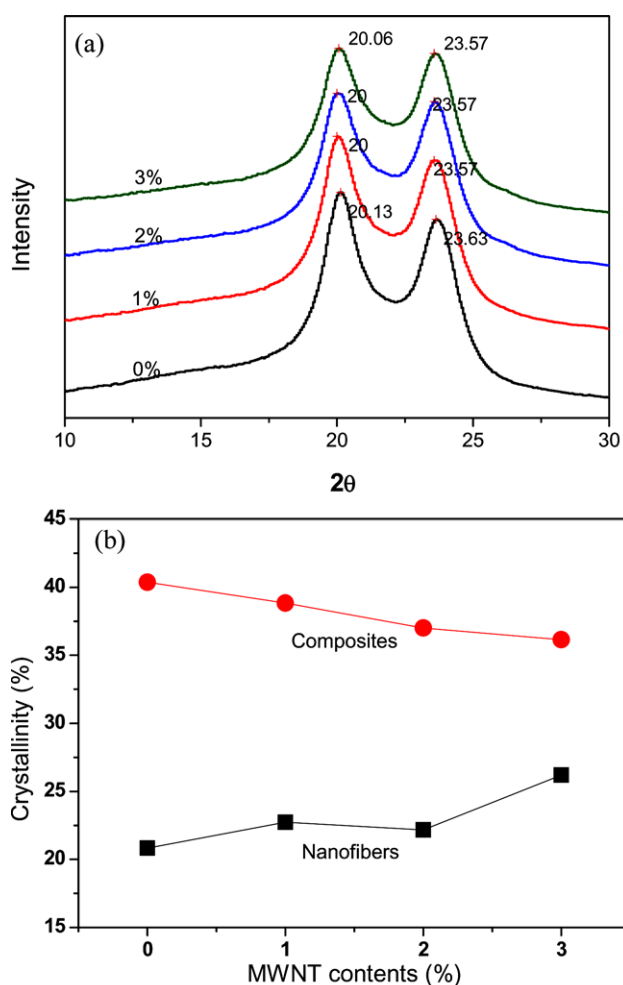 (a)
20.06 23.57
20 23.57
20 23.57
20.13 23.63
3%
2%
1%
0%
Intensity
10 15 20 25 30
2θ
(b)
45
40
35
30
25
20
15
Composites
Nanofibers
Crystallinity (%)
0 1 2 3
MWNT contents (%)